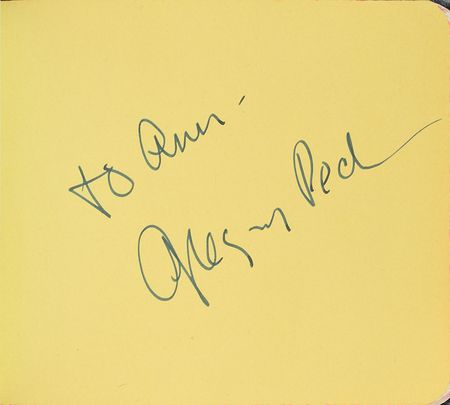 To Ann -
Gregory Peck